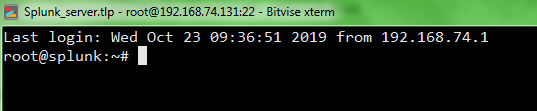 Splunk_server.tlp - root@192.168.74.131:22 - Bitvise xterm
Last login: Wed Oct 23 09:36:51 2019 from 192.168.74.1
root@splunk:~#